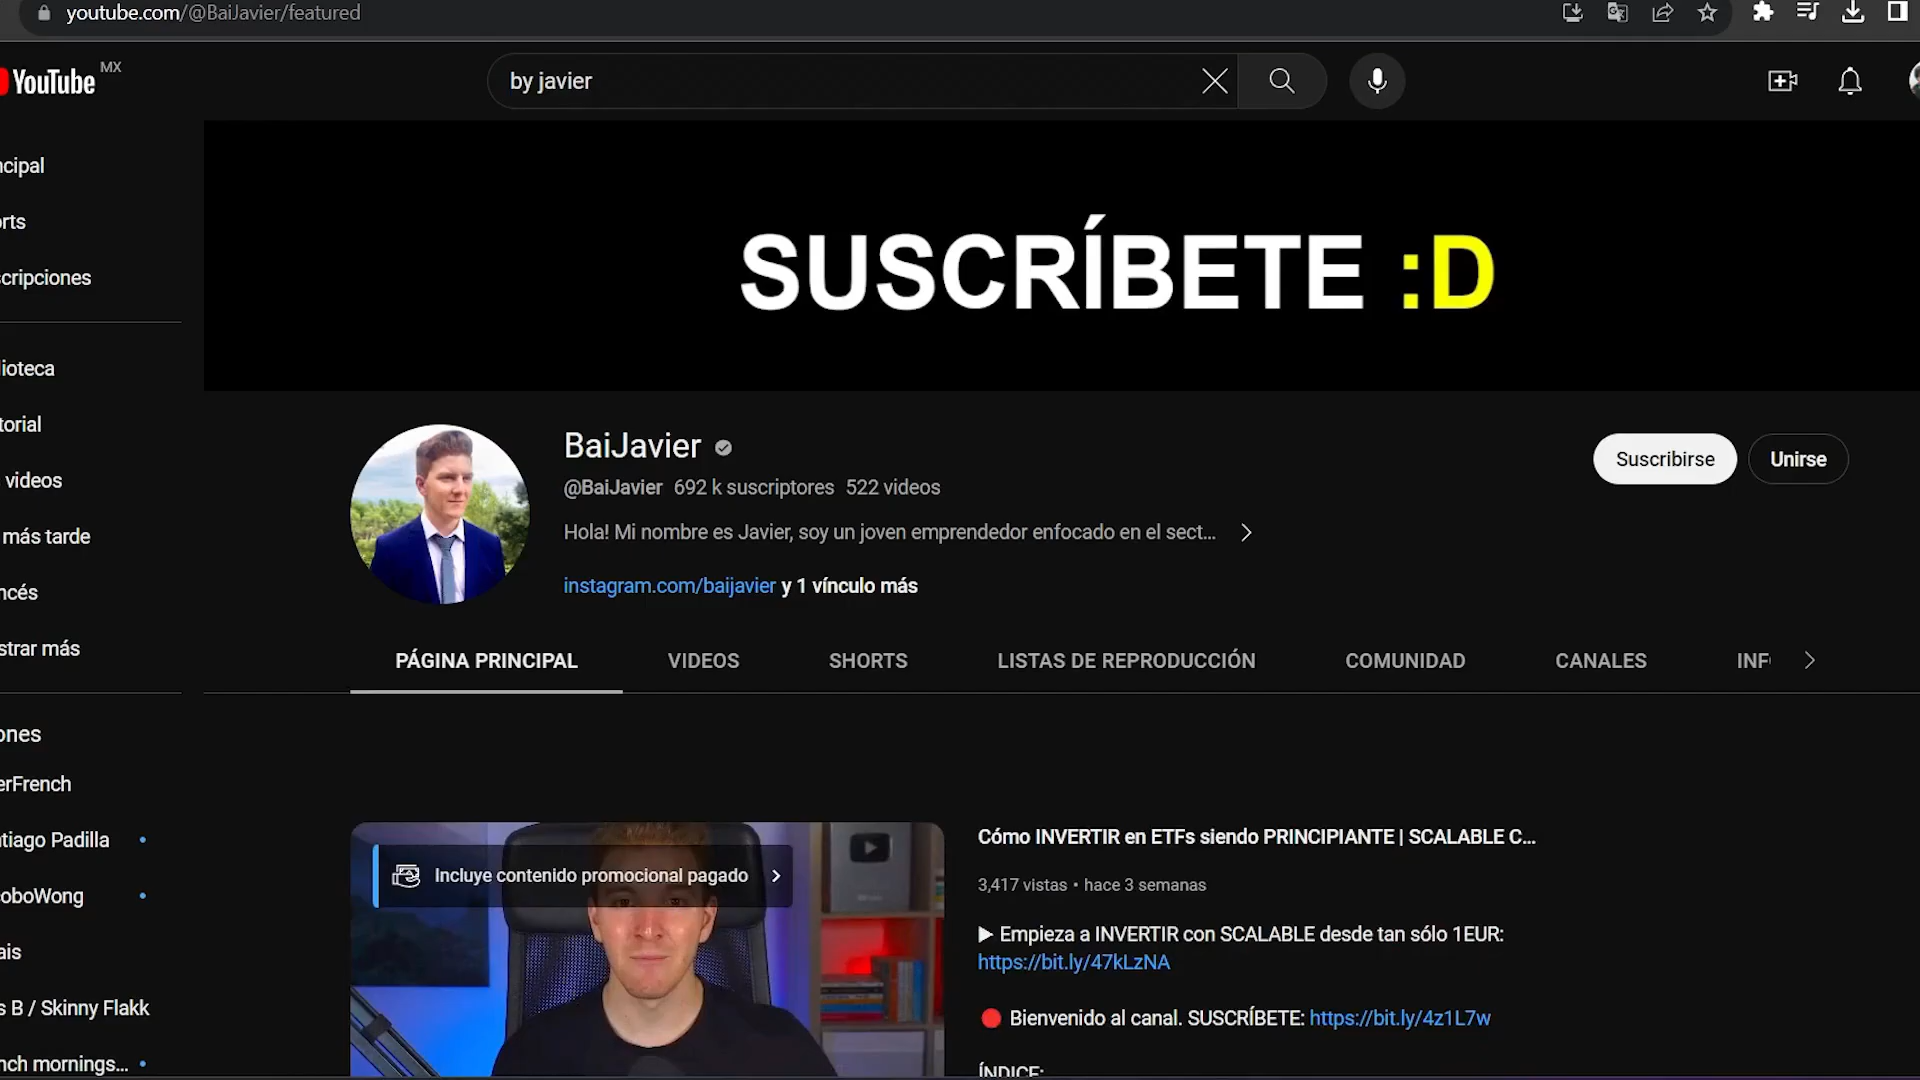 youtube.com/@BaiJavier/featured
YouTube MX
by javier
ncipal
orts
scripciones
lioteca
torial
videos
más tarde
ncés
strar más
ones
erFrench
ntiago Padilla
coboWong
ais
s B / Skinny Flakk
nch mornings...
SUSCRÍBETE :D
BaiJavier
@BaiJavier 692 k suscriptores 522 videos
Hola! Mi nombre es Javier, soy un joven emprendedor enfocado en el sect...
instagram.com/baijavier y 1 vínculo más
Suscribirse
Unirse
PÁGINA PRINCIPAL VIDEOS SHORTS LISTAS DE REPRODUCCIÓN COMUNIDAD CANALES INF
Incluye contenido promocional pagado
Cómo INVERTIR en ETFs siendo PRINCIPIANTE | SCALABLE C...
3,417 vistas • hace 3 semanas
▶ Empieza a INVERTIR con SCALABLE desde tan sólo 1EUR:
https://bit.ly/47kLzNA
🔴 Bienvenido al canal. SUSCRÍBETE: https://bit.ly/4z1L7w
ÍNDICE: